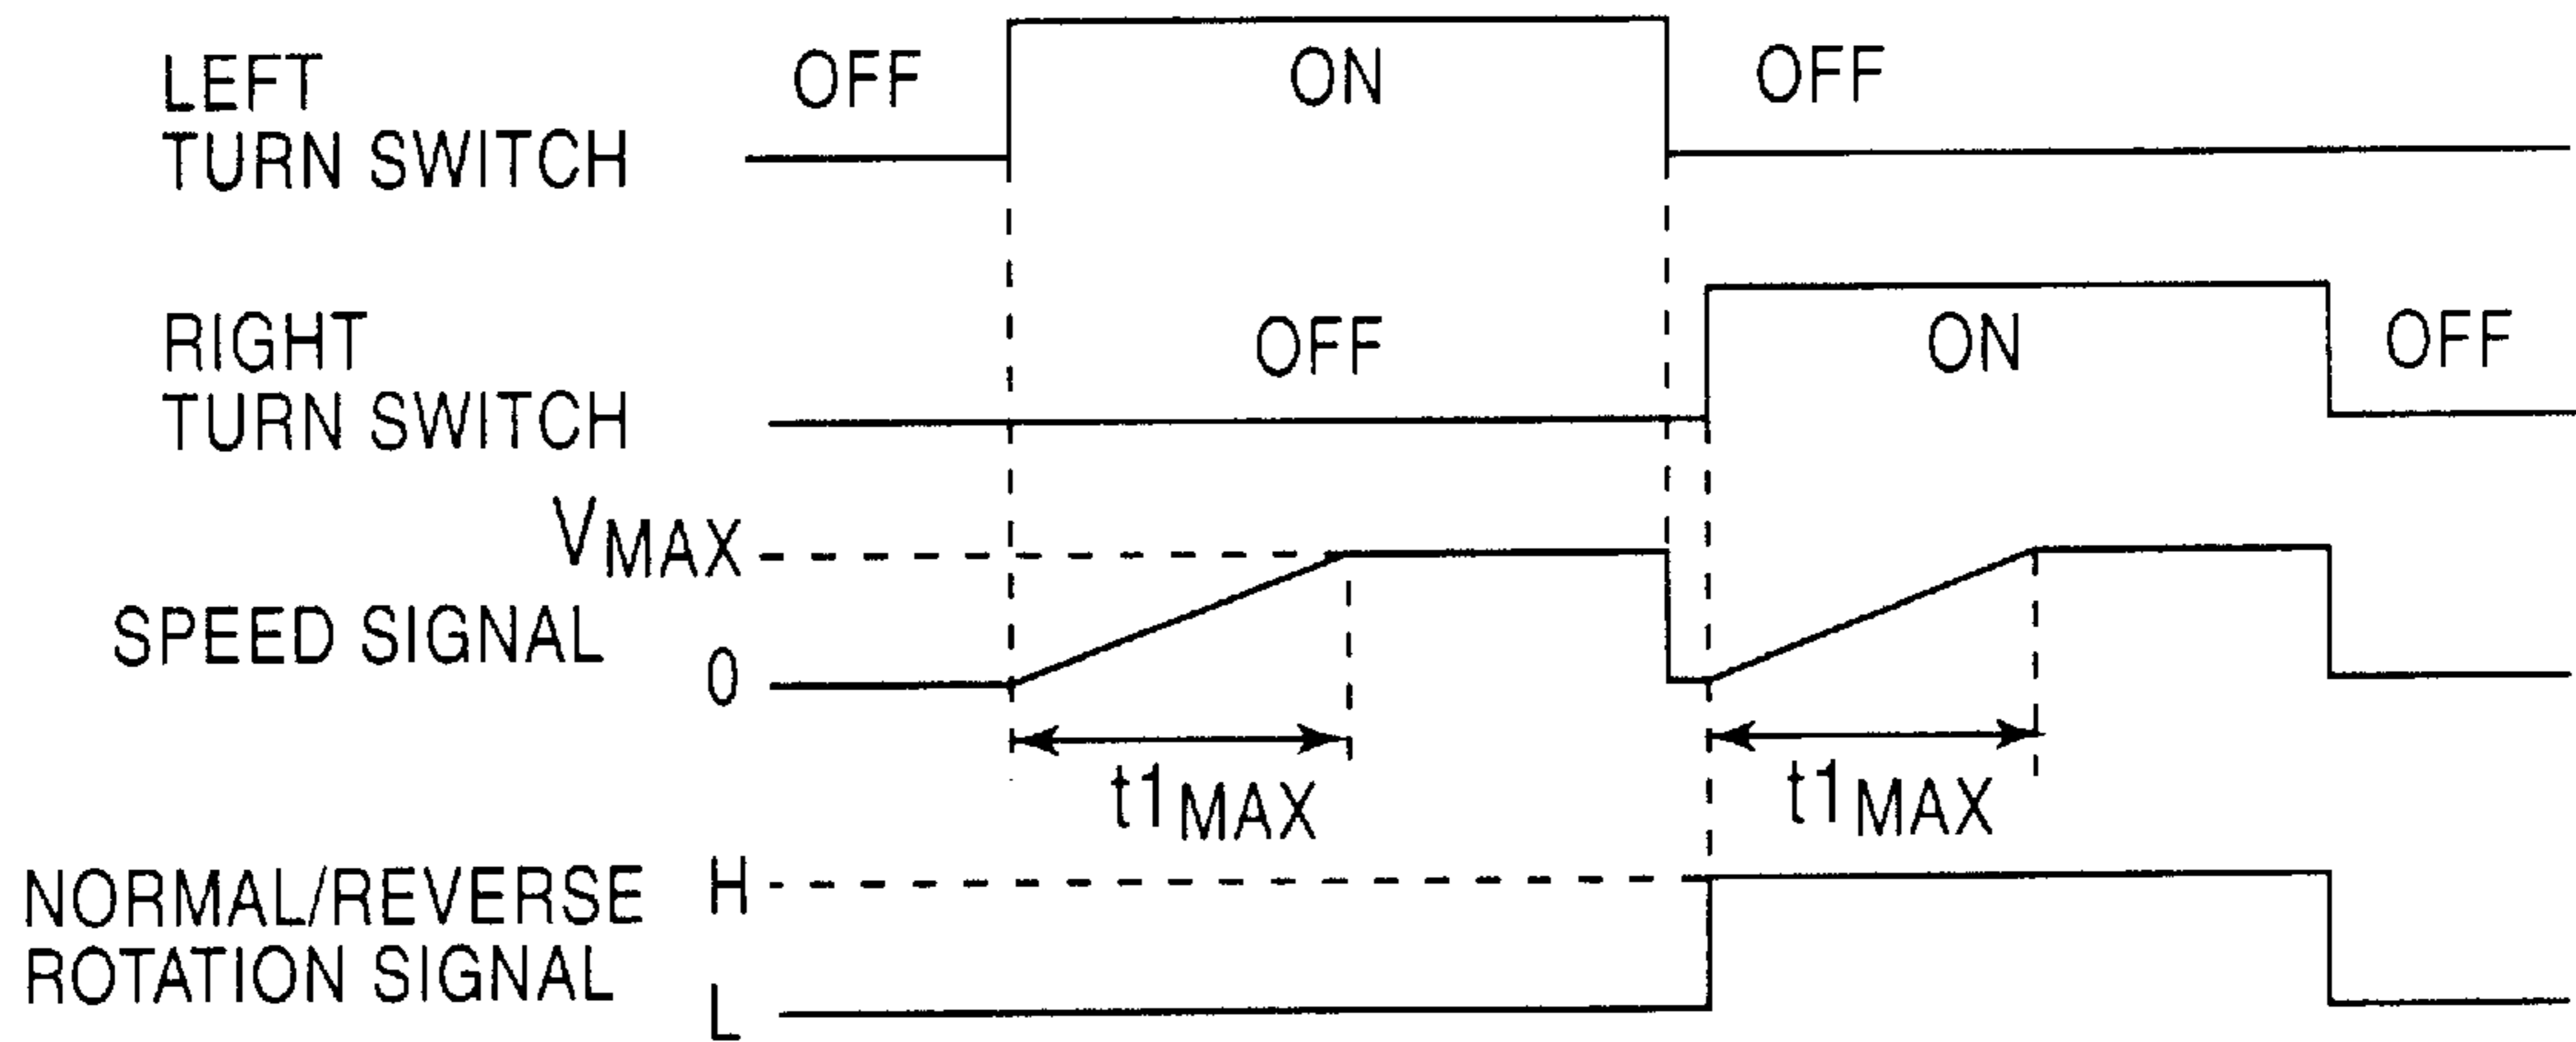 LEFT
TURN SWITCH
OFF
ON
OFF
RIGHT
TURN SWITCH
OFF
ON
OFF
VMAX
SPEED SIGNAL
0
t1MAX
t1MAX
NORMAL/REVERSE
ROTATION SIGNAL
H
L